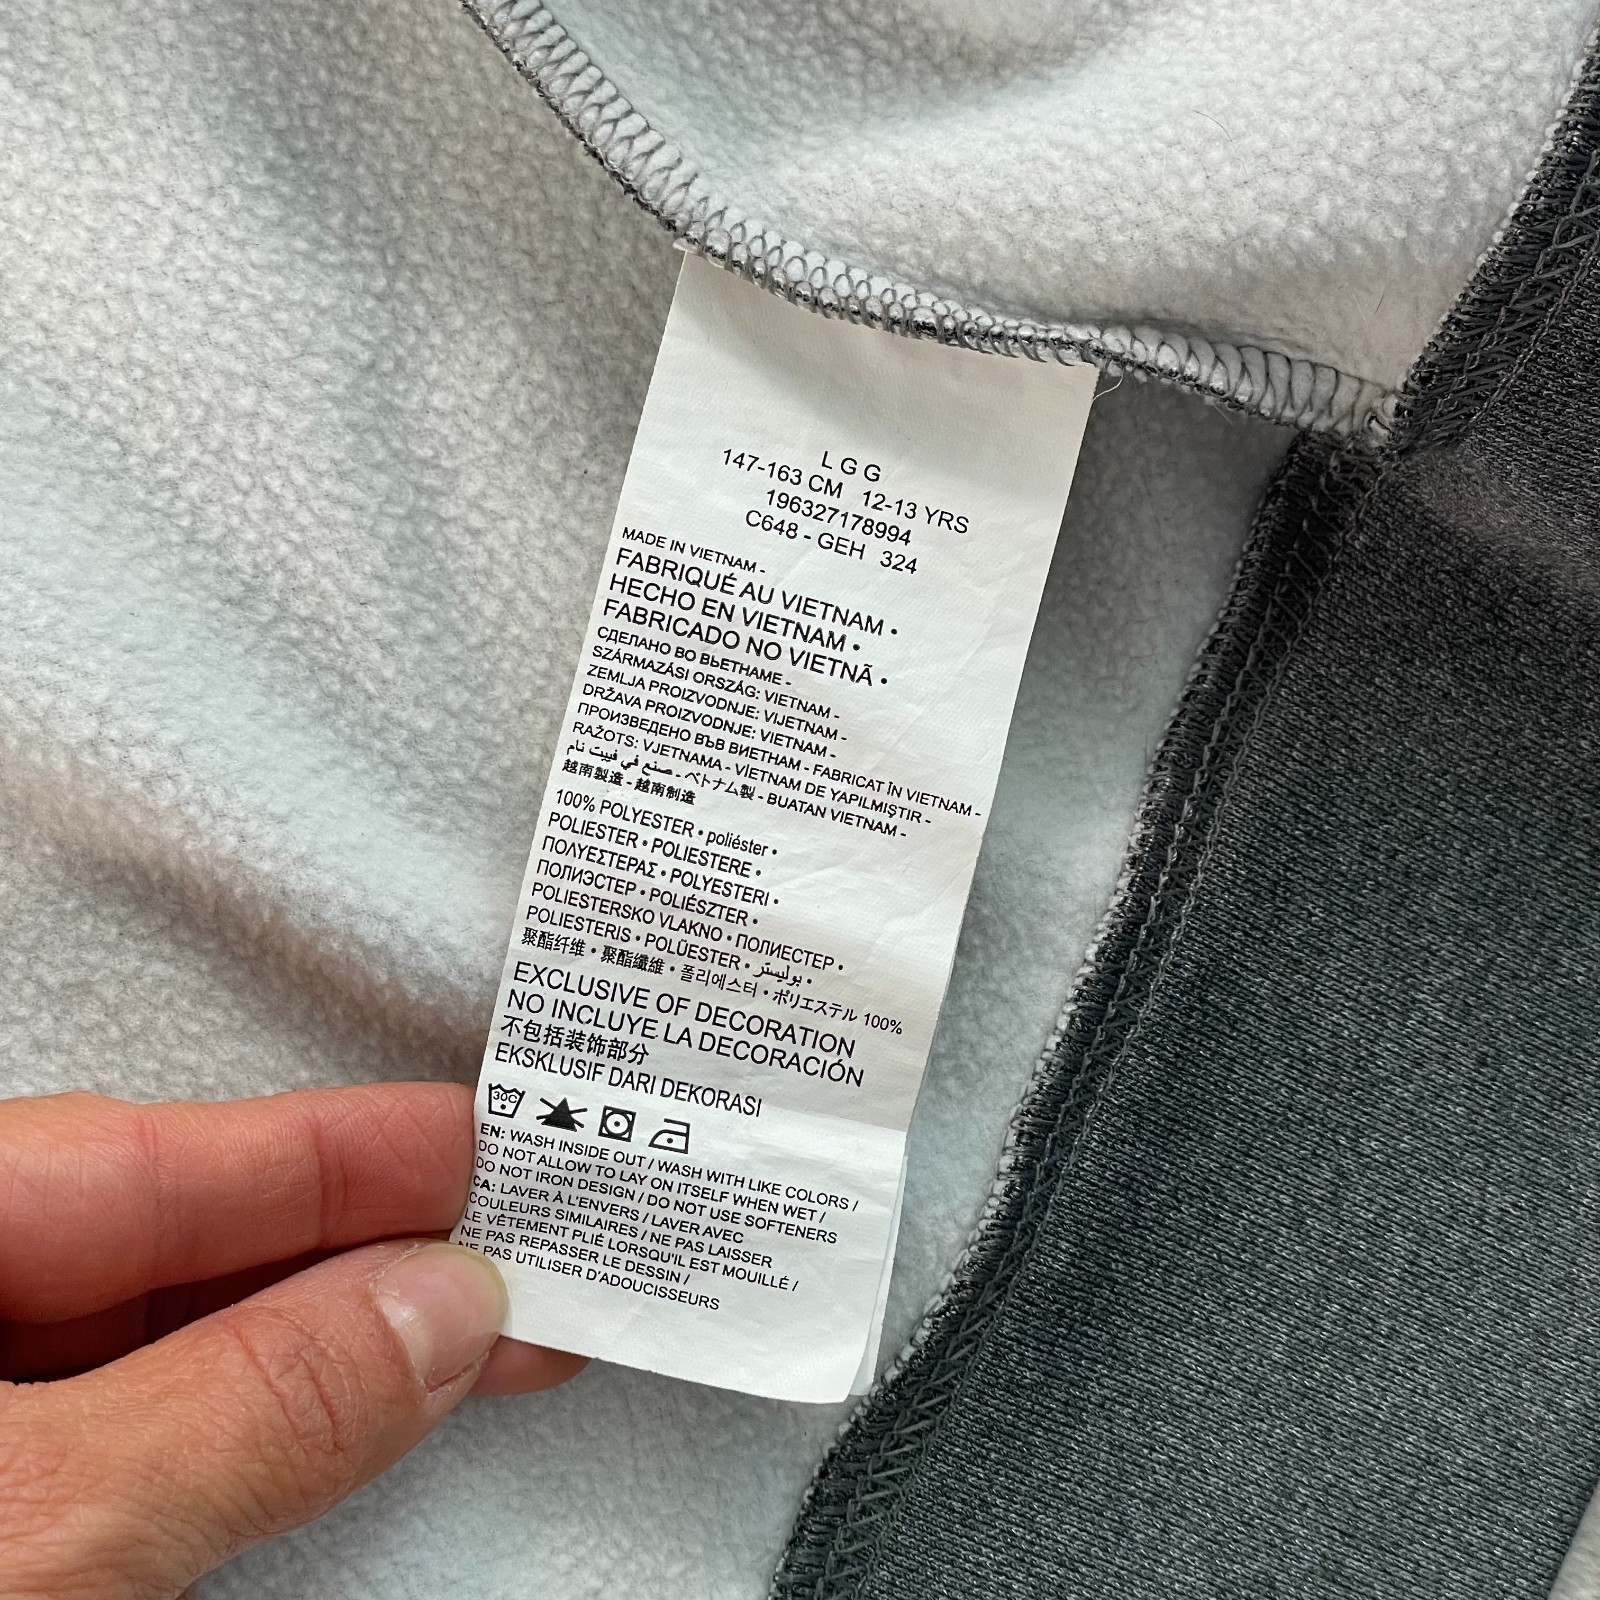 L G G
147-163 CM 12-13 YRS
196327178994
C648 - GEH 324
MADE IN VIETNAM -
FABRIQUÉ AU VIETNAM •
HECHO EN VIETNAM •
FABRICADO NO VIETNÃ •
СДЕЛАНО ВО ВЬЕТНАМЕ -
SZÁRMAZÁSI ORSZÁG: VIETNAM -
ZEMLJA PROIZVODNJE: VIJETNAM -
DRŽAVA PROIZVODNJE: VIETNAM -
ПРОИЗВЕДЕНО ВЪВ ВИЕТНАМ - FABRICAT ÎN VIETNAM -
RAŽOTS: VJETNAMA - VİETNAM DE YAPILMIŞTIR -
صنع في فييت نام - ベトナム製 - BUATAN VIETNAM -
越南製造 - 越南制造
100% POLYESTER • poliéster •
POLIESTER • POLIESTERE •
ΠΟΛΥΕΣΤΕΡΑΣ • POLYESTERI •
ПОЛИЭСТЕР • POLIÉSZTER •
POLIESTERSKO VLAKNO • ПОЛИЕСТЕР •
POLIESTERIS • POLÜESTER • بوليستر •
聚酯纤维 • 聚酯纖維 • 폴리에스터 • ポリエステル 100%
EXCLUSIVE OF DECORATION
NO INCLUYE LA DECORACIÓN
不包括装饰部分
EKSKLUSIF DARI DEKORASI
30C
EN: WASH INSIDE OUT / WASH WITH LIKE COLORS /
DO NOT ALLOW TO LAY ON ITSELF WHEN WET /
DO NOT IRON DESIGN / DO NOT USE SOFTENERS
CA: LAVER À L'ENVERS / LAVER AVEC
COULEURS SIMILAIRES / NE PAS LAISSER
LE VÊTEMENT PLIÉ LORSQU'IL EST MOUILLÉ /
NE PAS REPASSER LE DESSIN /
NE PAS UTILISER D'ADOUCISSEURS